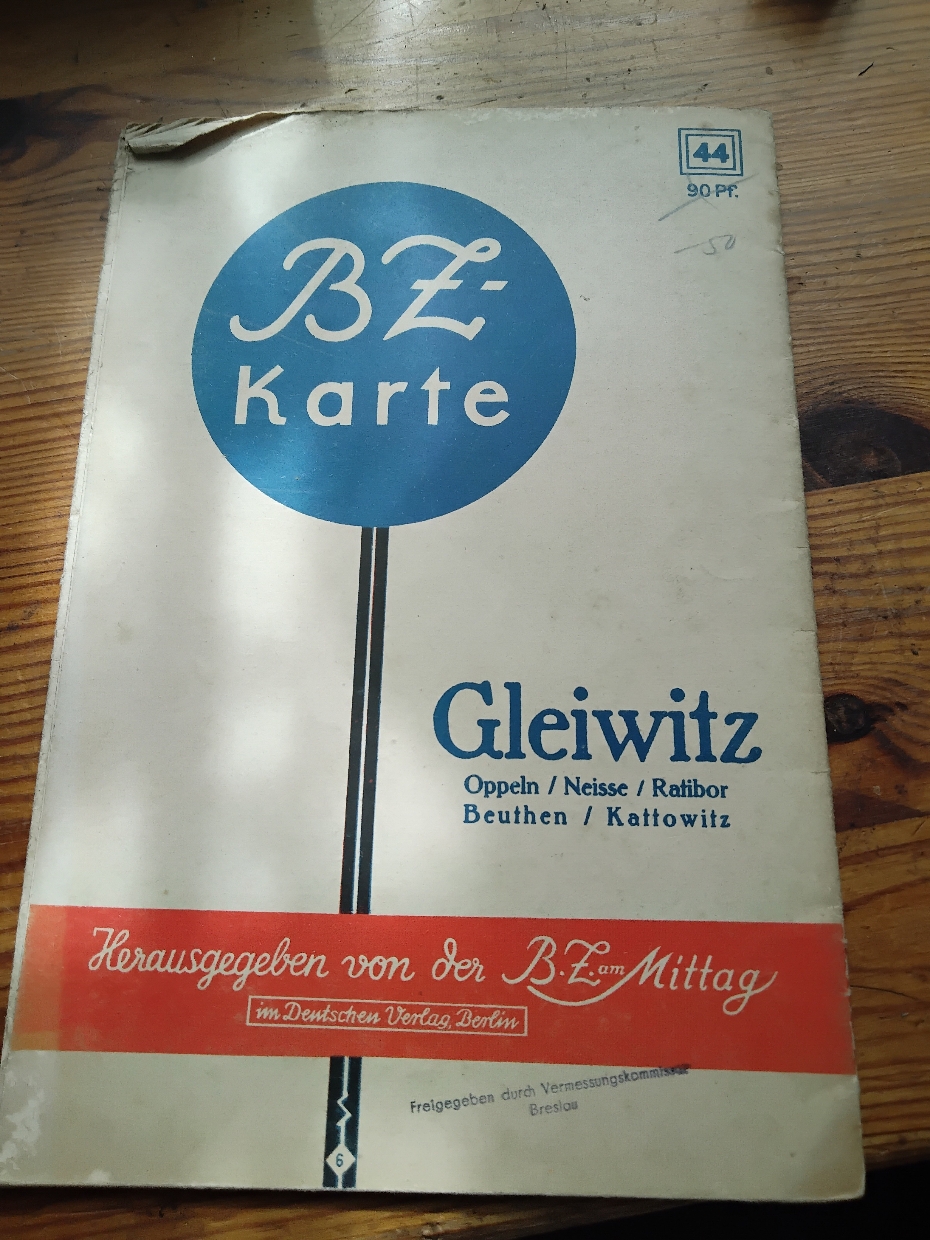 44
90 Pf.
50
BZ-
Karte
Gleiwitz
Oppeln / Neisse / Ratibor
Beuthen / Kattowitz
Herausgegeben von der B.Z. am Mittag
im Deutschen Verlag, Berlin
Freigegeben durch Vermessungskommissar
Breslau
6